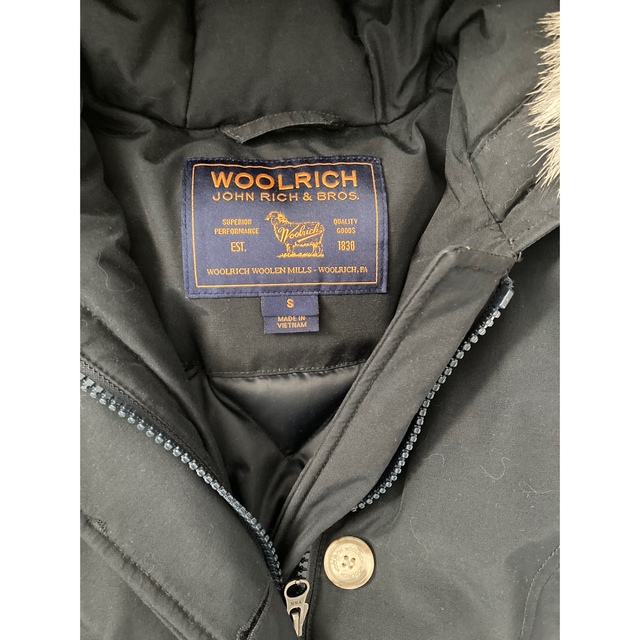 WOOLRICH
JOHN RICH & BROS.
SUPERIOR PERFORMANCE
QUALITY GOODS
Woolrich
EST. 1830
WOOLRICH WOOLEN MILLS - WOOLRICH, PA
S
MADE IN
VIETNAM